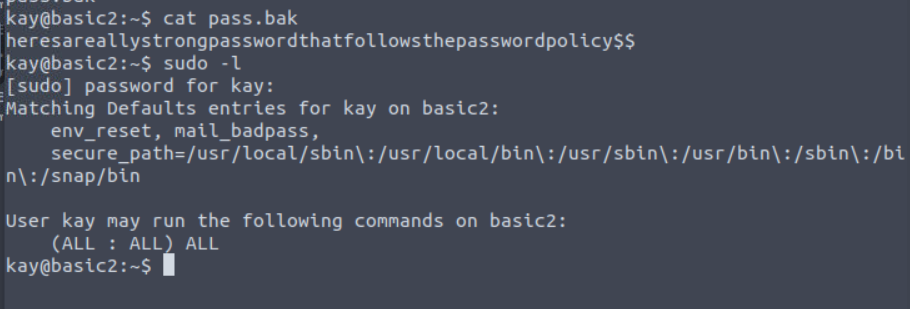 kay@basic2:~$ cat pass.bak
heresareallystrongpasswordthatfollowsthepasswordpolicy$$
kay@basic2:~$ sudo -l
[sudo] password for kay:
Matching Defaults entries for kay on basic2:
    env_reset, mail_badpass,
    secure_path=/usr/local/sbin\:/usr/local/bin\:/usr/sbin\:/usr/bin\:/sbin\:/bi
n\:/snap/bin

User kay may run the following commands on basic2:
    (ALL : ALL) ALL
kay@basic2:~$